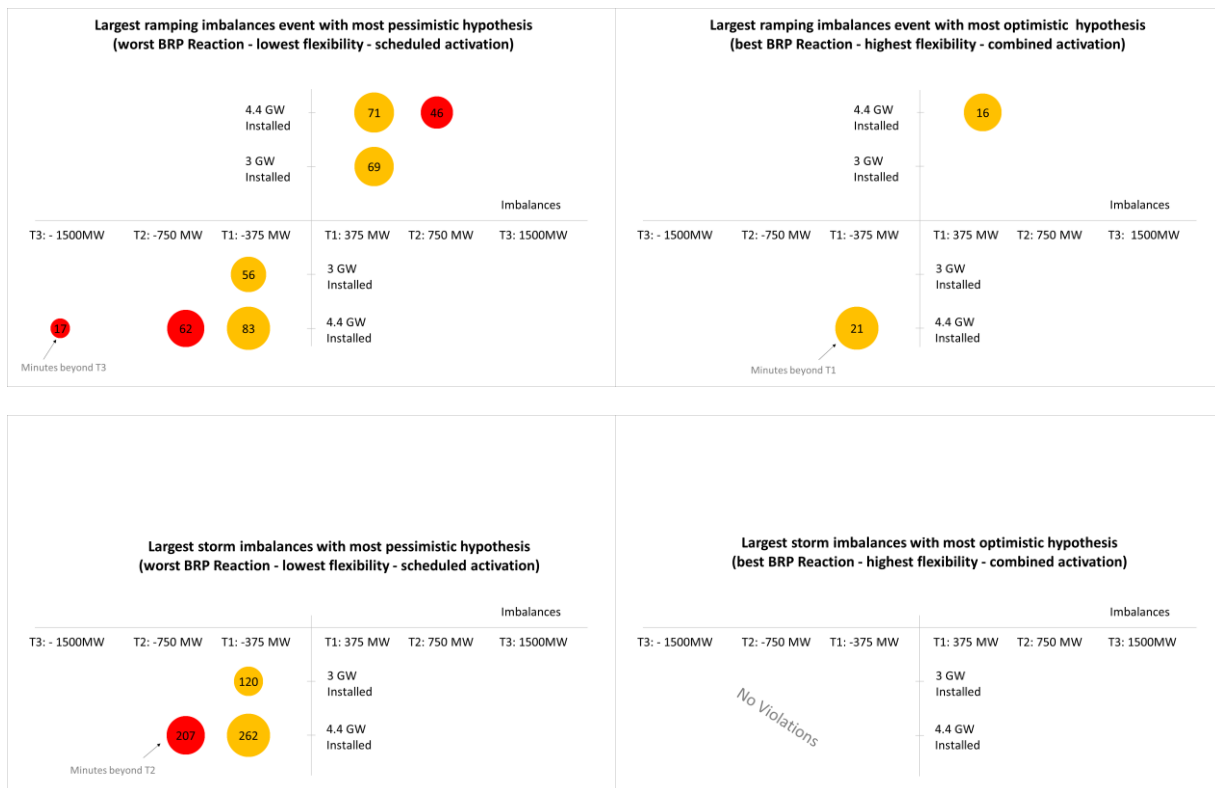 Largest ramping imbalances event with most pessimistic hypothesis
(worst BRP Reaction - lowest flexibility - scheduled activation)
4.4 GW
Installed
71
46
3 GW
Installed
69
Imbalances
T3: - 1500MW
T2: -750 MW
T1: -375 MW
T1: 375 MW
T2: 750 MW
T3: 1500MW
56
3 GW
Installed
17
62
83
4.4 GW
Installed
Minutes beyond T3
Largest ramping imbalances event with most optimistic hypothesis
(best BRP Reaction - highest flexibility - combined activation)
4.4 GW
Installed
16
3 GW
Installed
Imbalances
T3: - 1500MW
T2: -750 MW
T1: -375 MW
T1: 375 MW
T2: 750 MW
T3: 1500MW
3 GW
Installed
21
4.4 GW
Installed
Minutes beyond T1
Largest storm imbalances with most pessimistic hypothesis
(worst BRP Reaction - lowest flexibility - scheduled activation)
Imbalances
T3: - 1500MW
T2: -750 MW
T1: -375 MW
T1: 375 MW
T2: 750 MW
T3: 1500MW
120
3 GW
Installed
207
262
4.4 GW
Installed
Minutes beyond T2
Largest storm imbalances with most optimistic hypothesis
(best BRP Reaction - highest flexibility - combined activation)
Imbalances
T3: - 1500MW
T2: -750 MW
T1: -375 MW
T1: 375 MW
T2: 750 MW
T3: 1500MW
3 GW
Installed
No Violations
4.4 GW
Installed